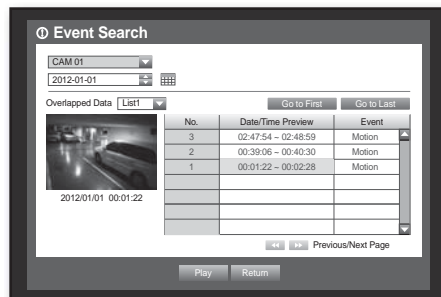 Event Search
CAM 01
2012-01-01
Overlapped Data List1 Go to First Go to Last
No. Date/Time Preview Event
3 02:47:54 ~ 02:48:59 Motion
2 00:39:06 ~ 00:40:30 Motion
1 00:01:22 ~ 00:02:28 Motion
2012/01/01 00:01:22
Previous/Next Page
Play Return